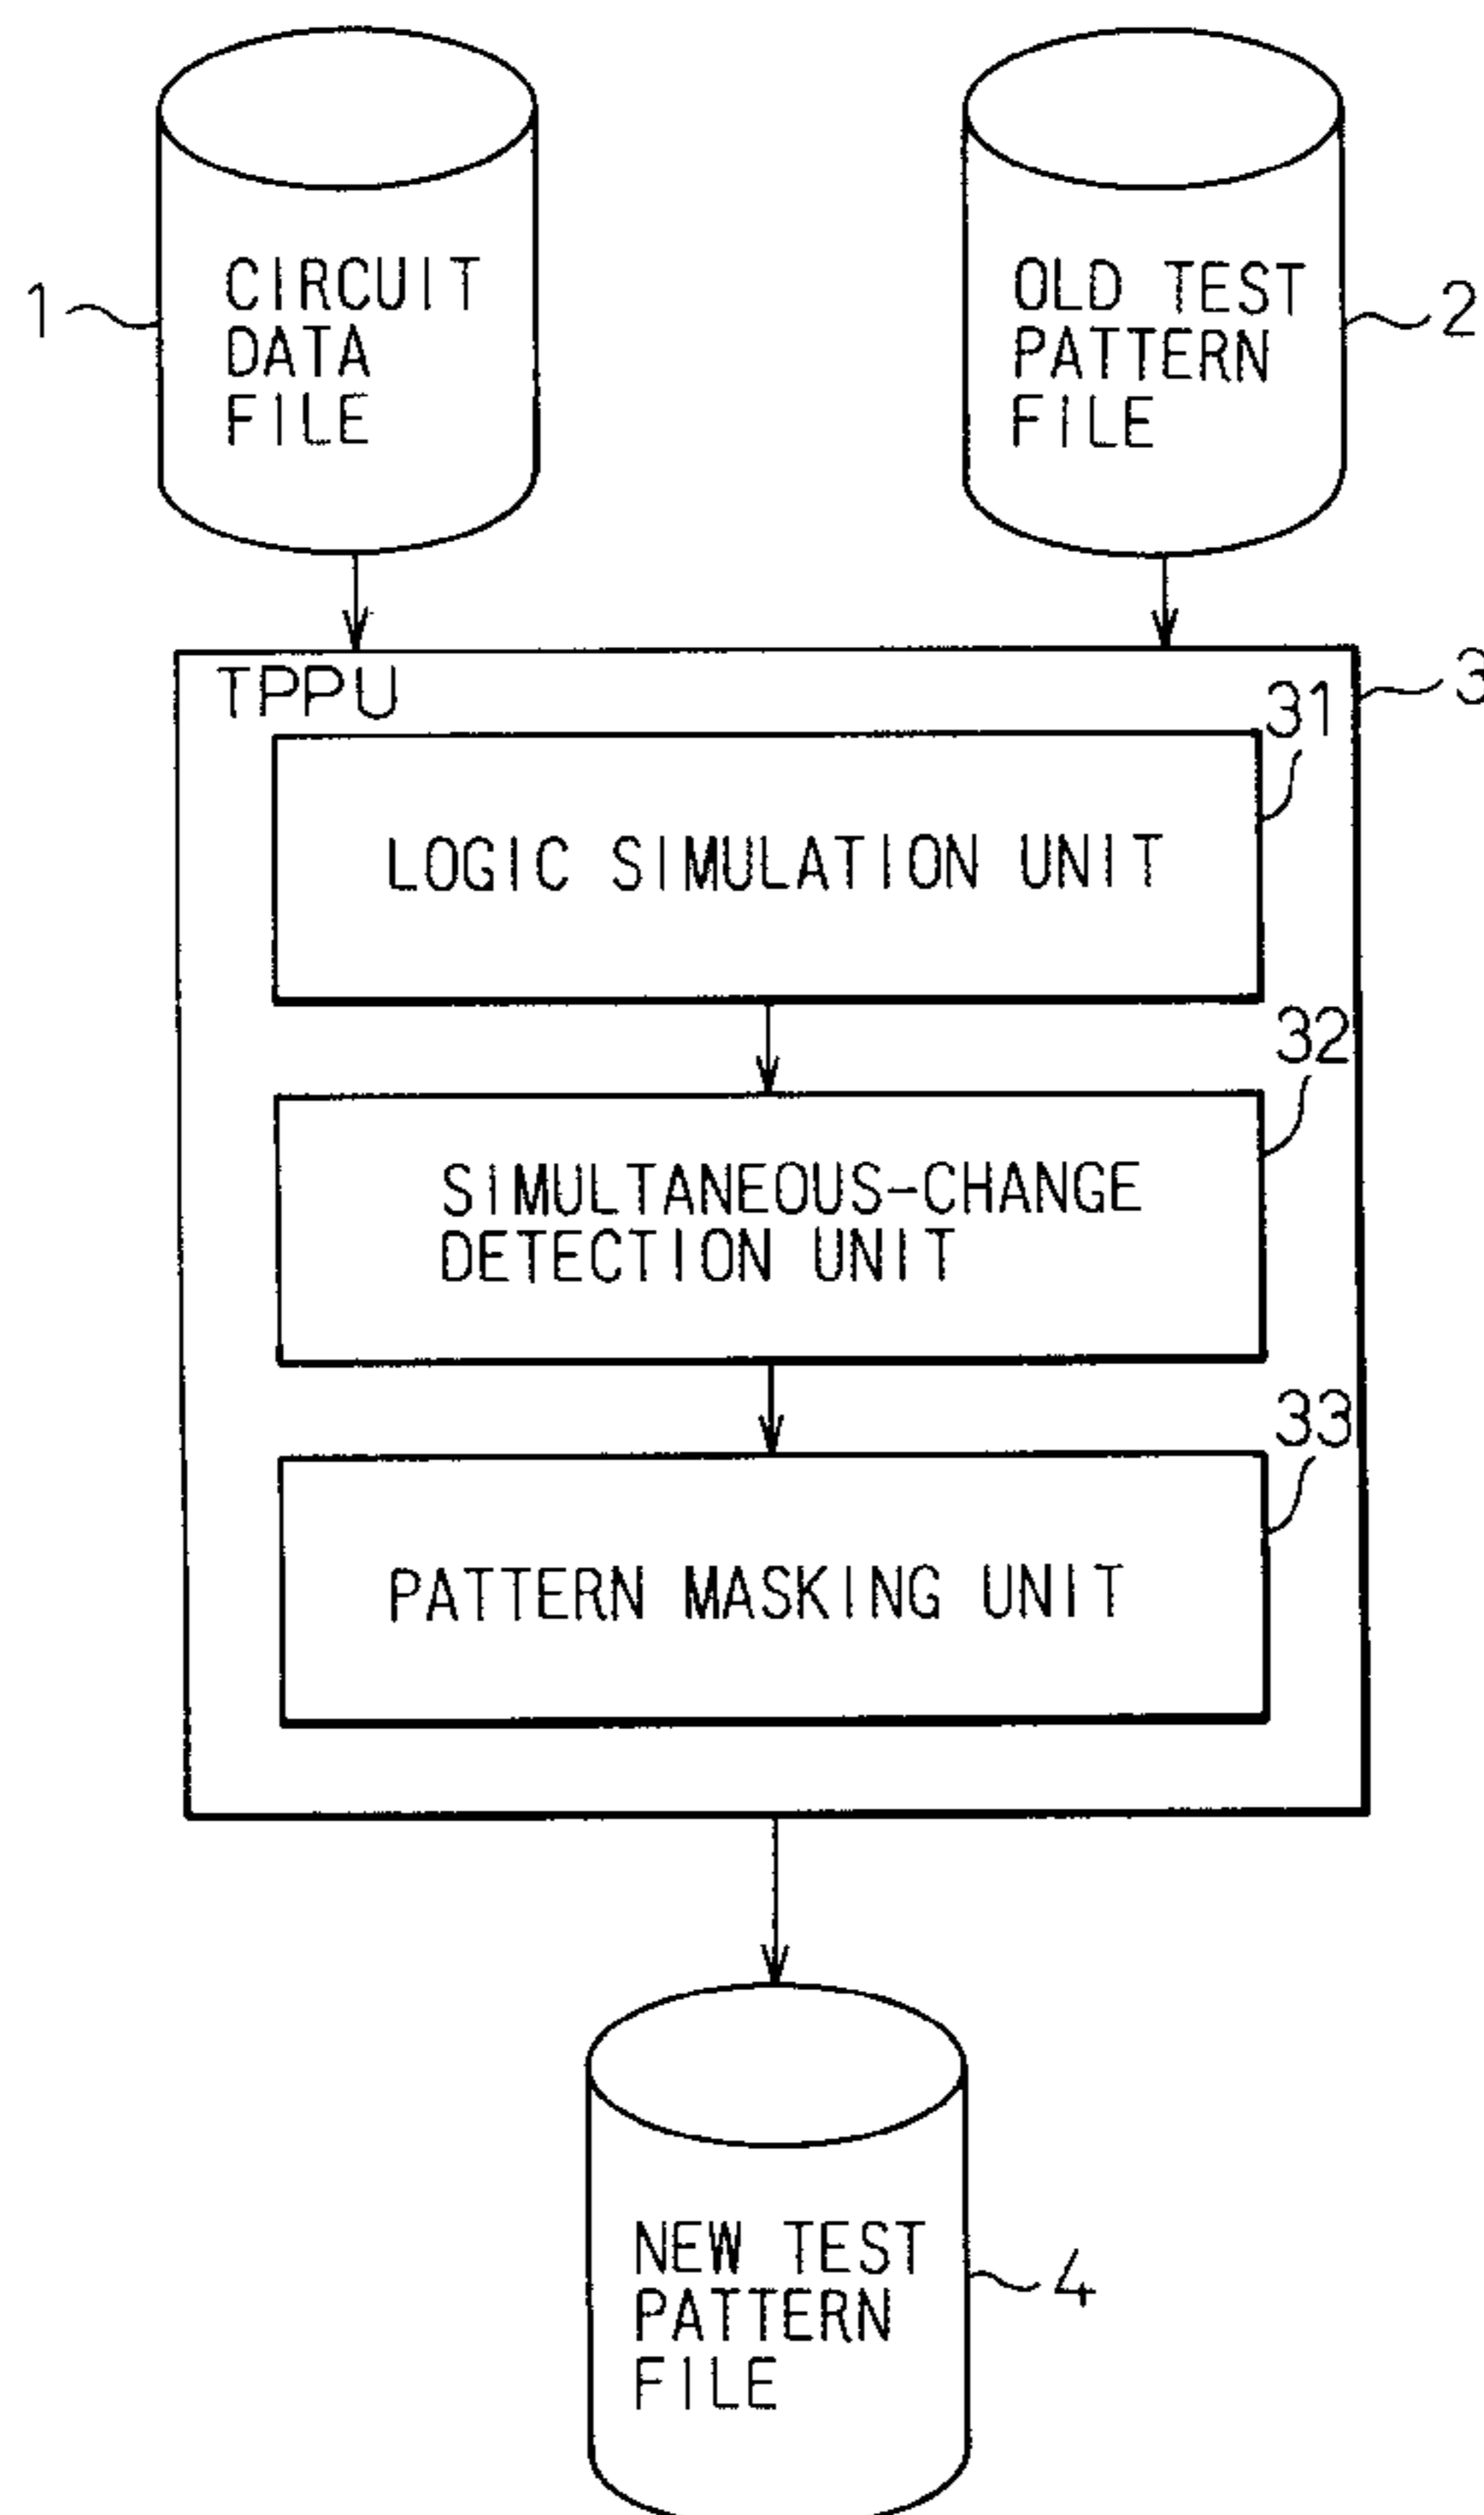 CIRCUIT
DATA
FILE
1
OLD TEST
PATTERN
FILE
2
TPPU
3
31
LOGIC SIMULATION UNIT
32
SIMULTANEOUS-CHANGE
DETECTION UNIT
33
PATTERN MASKING UNIT
NEW TEST
PATTERN
FILE
4